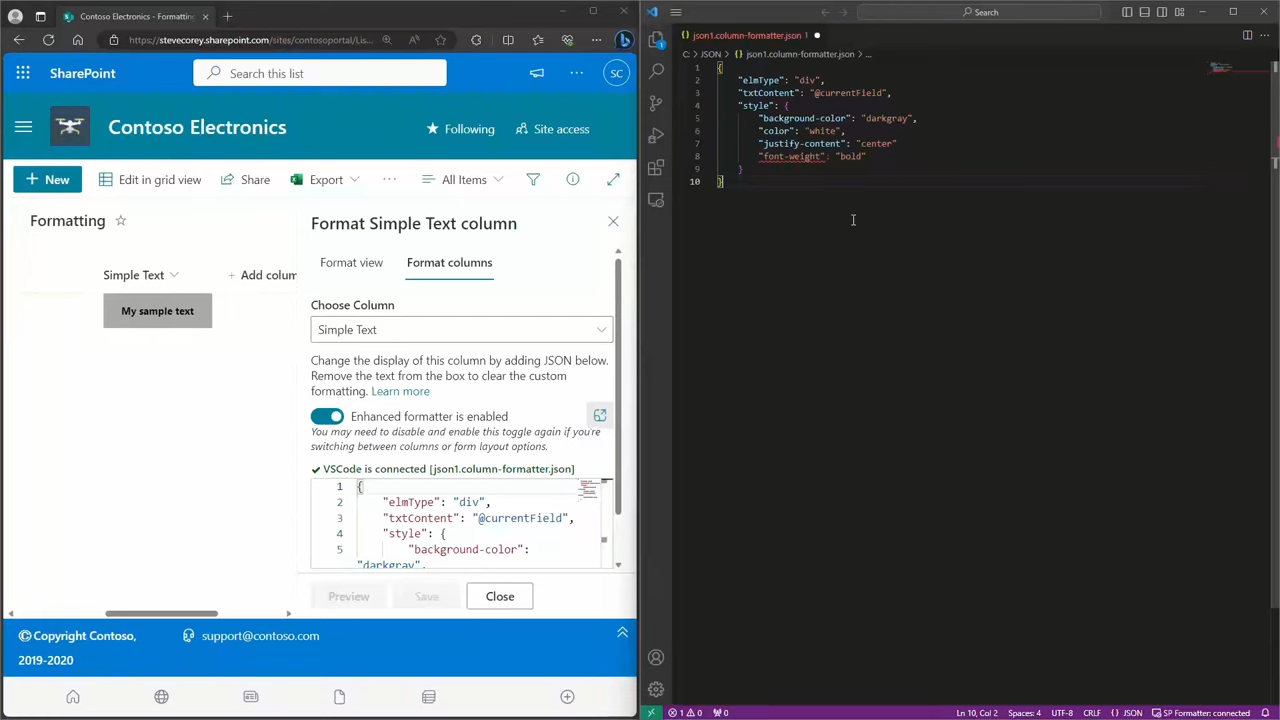 Contoso Electronics - Formatting
https://stevecorey.sharepoint.com/sites/contosoportal/Lis
SharePoint
Search this list
SC
Contoso Electronics
Following
Site access
New
Edit in grid view
Share
Export
All Items
Formatting
Simple Text
Add colum
My sample text
Format Simple Text column
Format view
Format columns
Choose Column
Simple Text
Change the display of this column by adding JSON below.
Remove the text from the box to clear the custom
formatting. Learn more
Enhanced formatter is enabled
You may need to disable and enable this toggle again if you're
switching between columns or form layout options.
VSCode is connected [json1.column-formatter.json]
1 {
2 "elmType": "div",
3 "txtContent": "@currentField",
4 "style": {
5 "background-color":
"darkgray",
Preview
Save
Close
© Copyright Contoso,
2019-2020
support@contoso.com
Search
json1.column-formatter.json 1
C: > JSON > {} json1.column-formatter.json > ...
1 {
2 "elmType": "div",
3 "txtContent": "@currentField",
4 "style": {
5 "background-color": "darkgray",
6 "color": "white",
7 "justify-content": "center"
8 "font-weight": "bold"
9 }
10 }
1 0 0
Ln 10, Col 2
Spaces: 4
UTF-8
CRLF
{} JSON
SP Formatter: connected